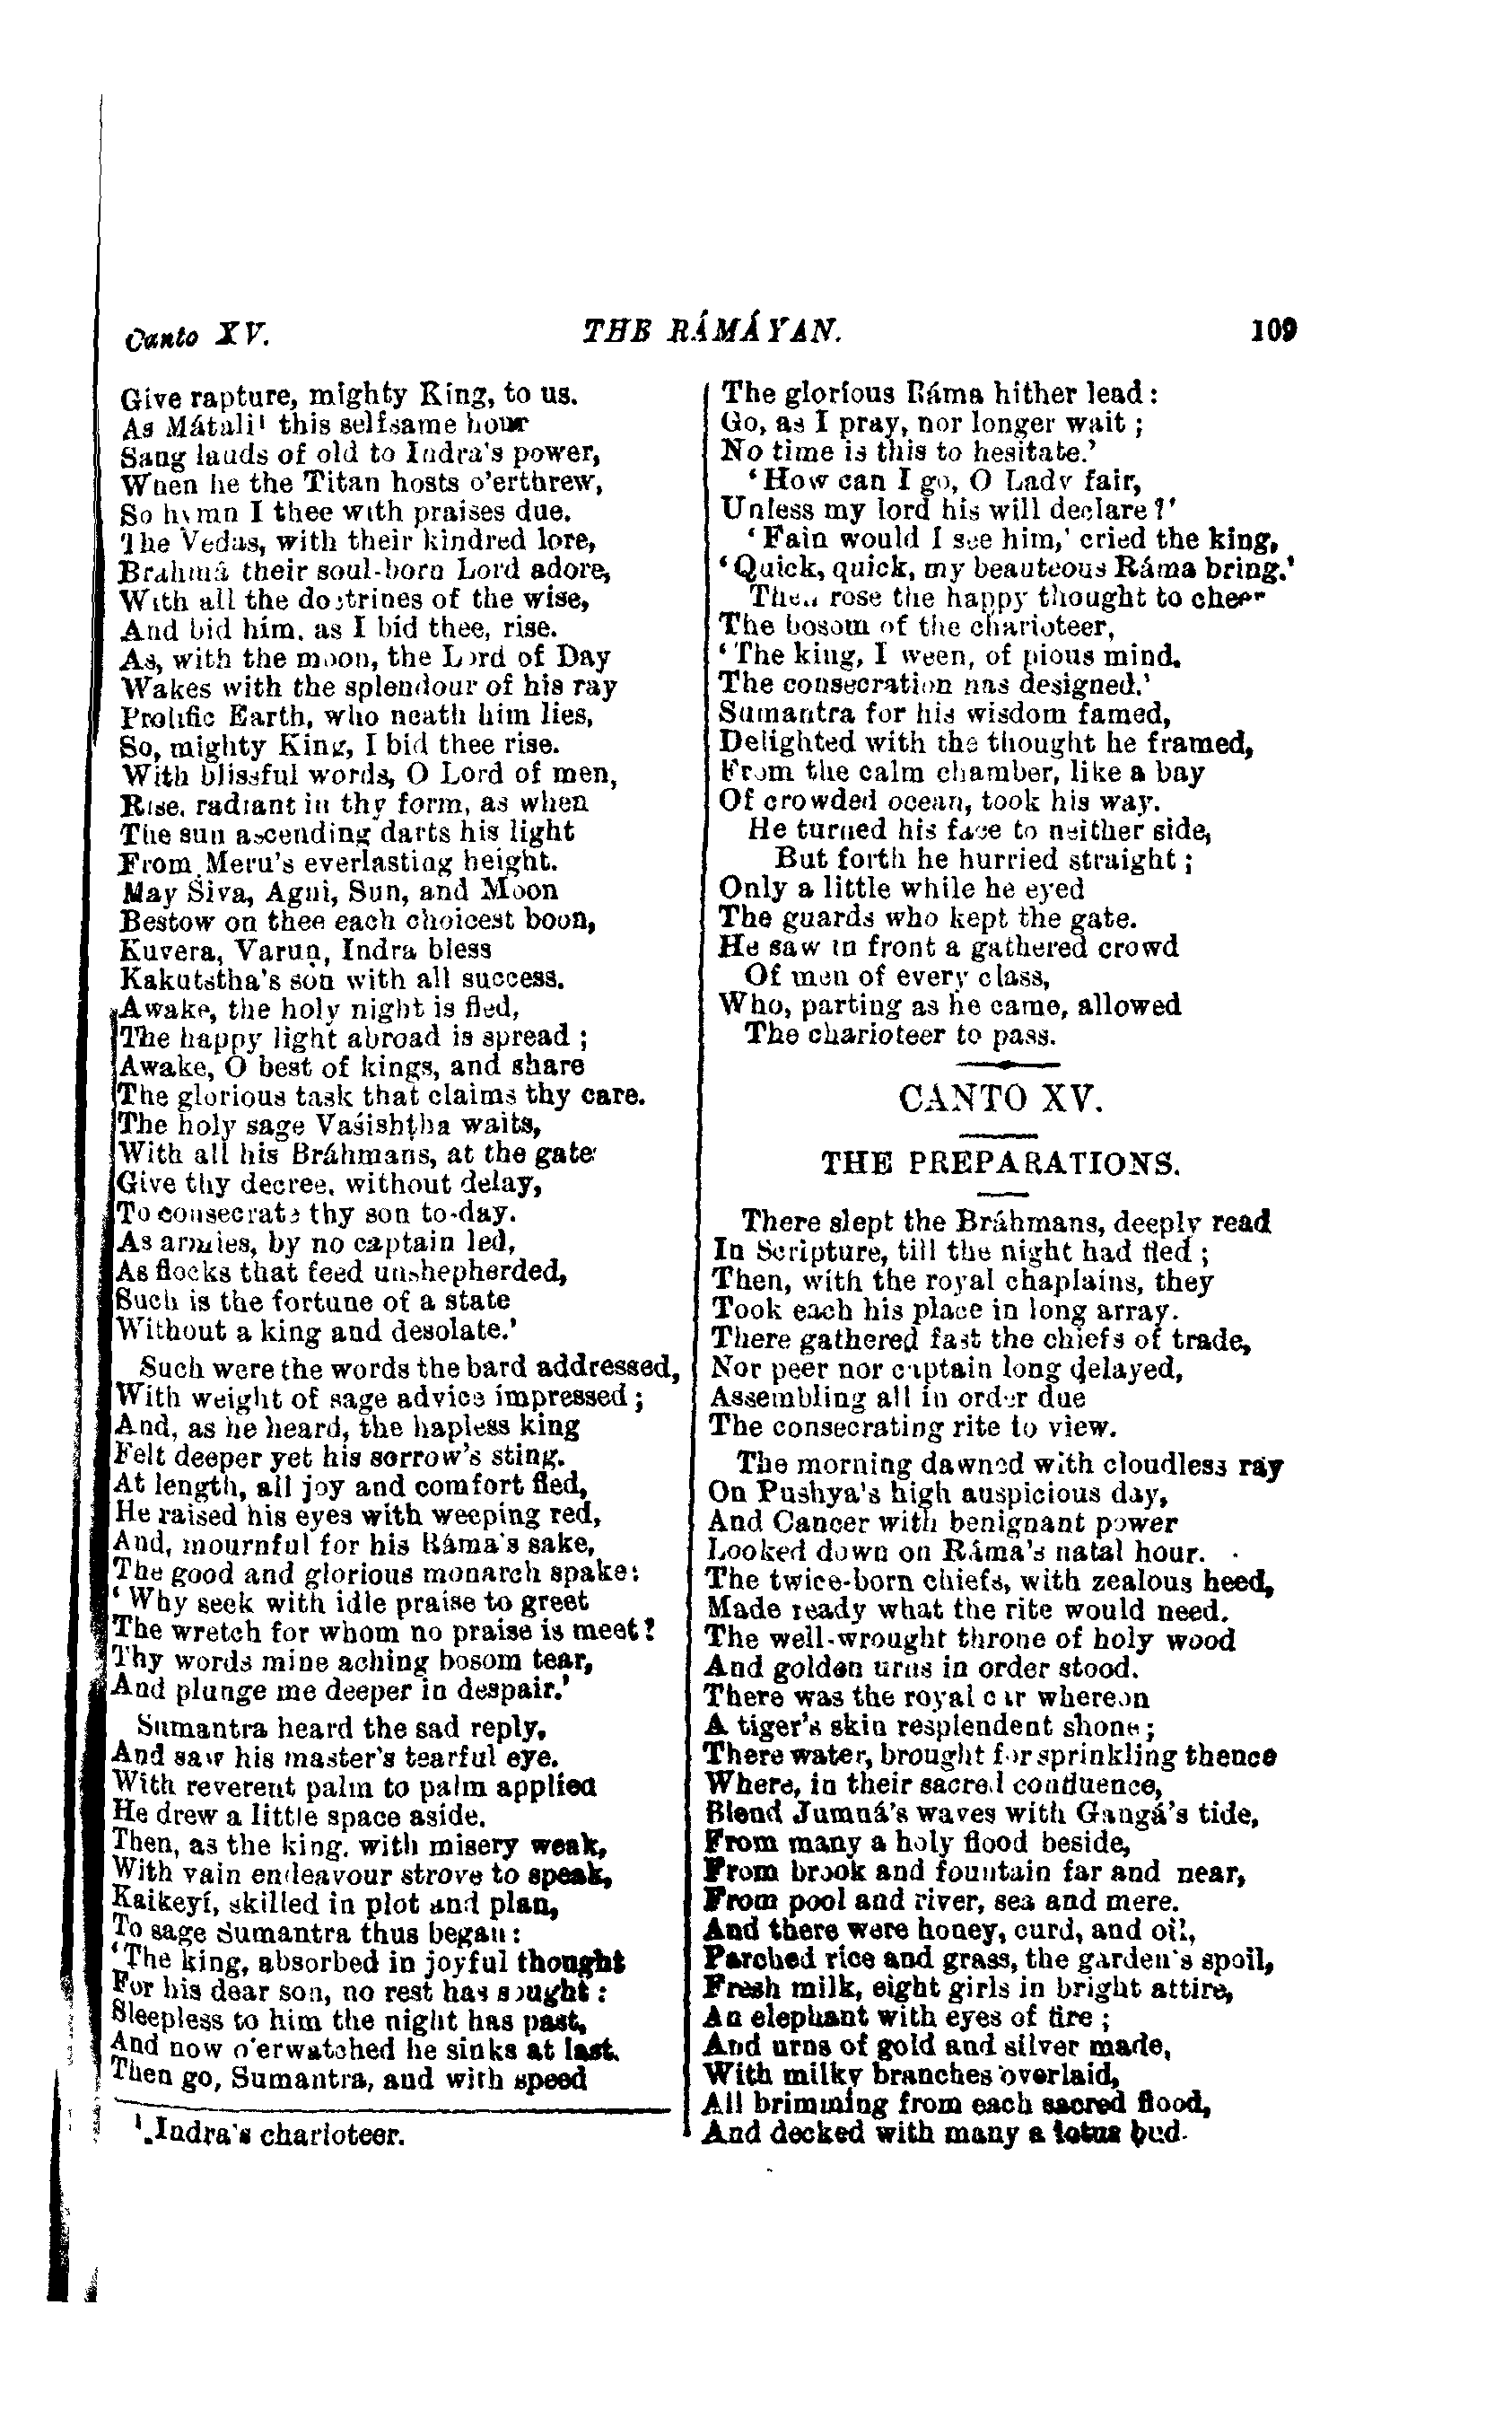 Canto XV.
THE RÁMÁYAN.
109
Give rapture, mighty King, to us.
As Mátali¹ this selfsame hour
Sang lauds of old to Indra's power,
When he the Titan hosts o'erthrew,
So hymn I thee with praises due.
The Vedas, with their kindred lore,
Brahmá their soul-born Lord adore,
With all the doctrines of the wise,
And bid him, as I bid thee, rise.
As, with the moon, the Lord of Day
Wakes with the splendour of his ray
Prolific Earth, who neath him lies,
So, mighty King, I bid thee rise.
With blissful words, O Lord of men,
Rise, radiant in thy form, as when
The sun ascending darts his light
From Meru's everlasting height.
May Śiva, Agni, Sun, and Moon
Bestow on thee each choicest boon,
Kuvera, Varuṇ, Indra bless
Kakutstha's son with all success.
Awake, the holy night is fled,
The happy light abroad is spread ;
Awake, O best of kings, and share
The glorious task that claims thy care.
The holy sage Vaśishṭha waits,
With all his Bráhmans, at the gate
Give thy decree, without delay,
To consecrate thy son to-day.
As armies, by no captain led,
As flocks that feed unshepherded,
Such is the fortune of a state
Without a king and desolate.'
Such were the words the bard addressed,
With weight of sage advice impressed ;
And, as he heard, the hapless king
Felt deeper yet his sorrow's sting.
At length, all joy and comfort fled,
He raised his eyes with weeping red,
And, mournful for his Ráma's sake,
The good and glorious monarch spake:
'Why seek with idle praise to greet
The wretch for whom no praise is meet?
Thy words mine aching bosom tear,
And plunge me deeper in despair.'
Sumantra heard the sad reply,
And saw his master's tearful eye.
With reverent palm to palm applied
He drew a little space aside.
Then, as the king, with misery weak,
With vain endeavour strove to speak,
Kaikeyí, skilled in plot and plan,
To sage Sumantra thus began :
'The king, absorbed in joyful thought
For his dear son, no rest has sought :
Sleepless to him the night has past,
And now o'erwatched he sinks at last.
Then go, Sumantra, and with speed
¹ Indra's charioteer.
The glorious Ráma hither lead :
Go, as I pray, nor longer wait ;
No time is this to hesitate.'
'How can I go, O Lady fair,
Unless my lord his will declare?'
'Fain would I see him,' cried the king,
'Quick, quick, my beauteous Ráma bring.'
Then rose the happy thought to cheer
The bosom of the charioteer,
'The king, I ween, of pious mind,
The consecration has designed.'
Sumantra for his wisdom famed,
Delighted with the thought he framed,
From the calm chamber, like a bay
Of crowded ocean, took his way.
He turned his face to neither side,
But forth he hurried straight ;
Only a little while he eyed
The guards who kept the gate.
He saw in front a gathered crowd
Of men of every class,
Who, parting as he came, allowed
The charioteer to pass.
CANTO XV.
THE PREPARATIONS.
There slept the Bráhmans, deeply read
In Scripture, till the night had fled ;
Then, with the royal chaplains, they
Took each his place in long array.
There gathered fast the chiefs of trade,
Nor peer nor captain long delayed,
Assembling all in order due
The consecrating rite to view.
The morning dawned with cloudless ray
On Pushya's high auspicious day,
And Cancer with benignant power
Looked down on Ráma's natal hour.
The twice-born chiefs, with zealous heed,
Made ready what the rite would need.
The well-wrought throne of holy wood
And golden urns in order stood.
There was the royal car whereon
A tiger's skin resplendent shone ;
There water, brought for sprinkling thence
Where, in their sacred confluence,
Blend Jumná's waves with Gangá's tide,
From many a holy flood beside,
From brook and fountain far and near,
From pool and river, sea and mere.
And there were honey, curd, and oil,
Parched rice and grass, the garden's spoil,
Fresh milk, eight girls in bright attire,
An elephant with eyes of fire ;
And urns of gold and silver made,
With milky branches overlaid,
All brimming from each sacred flood,
And decked with many a lotus bud.